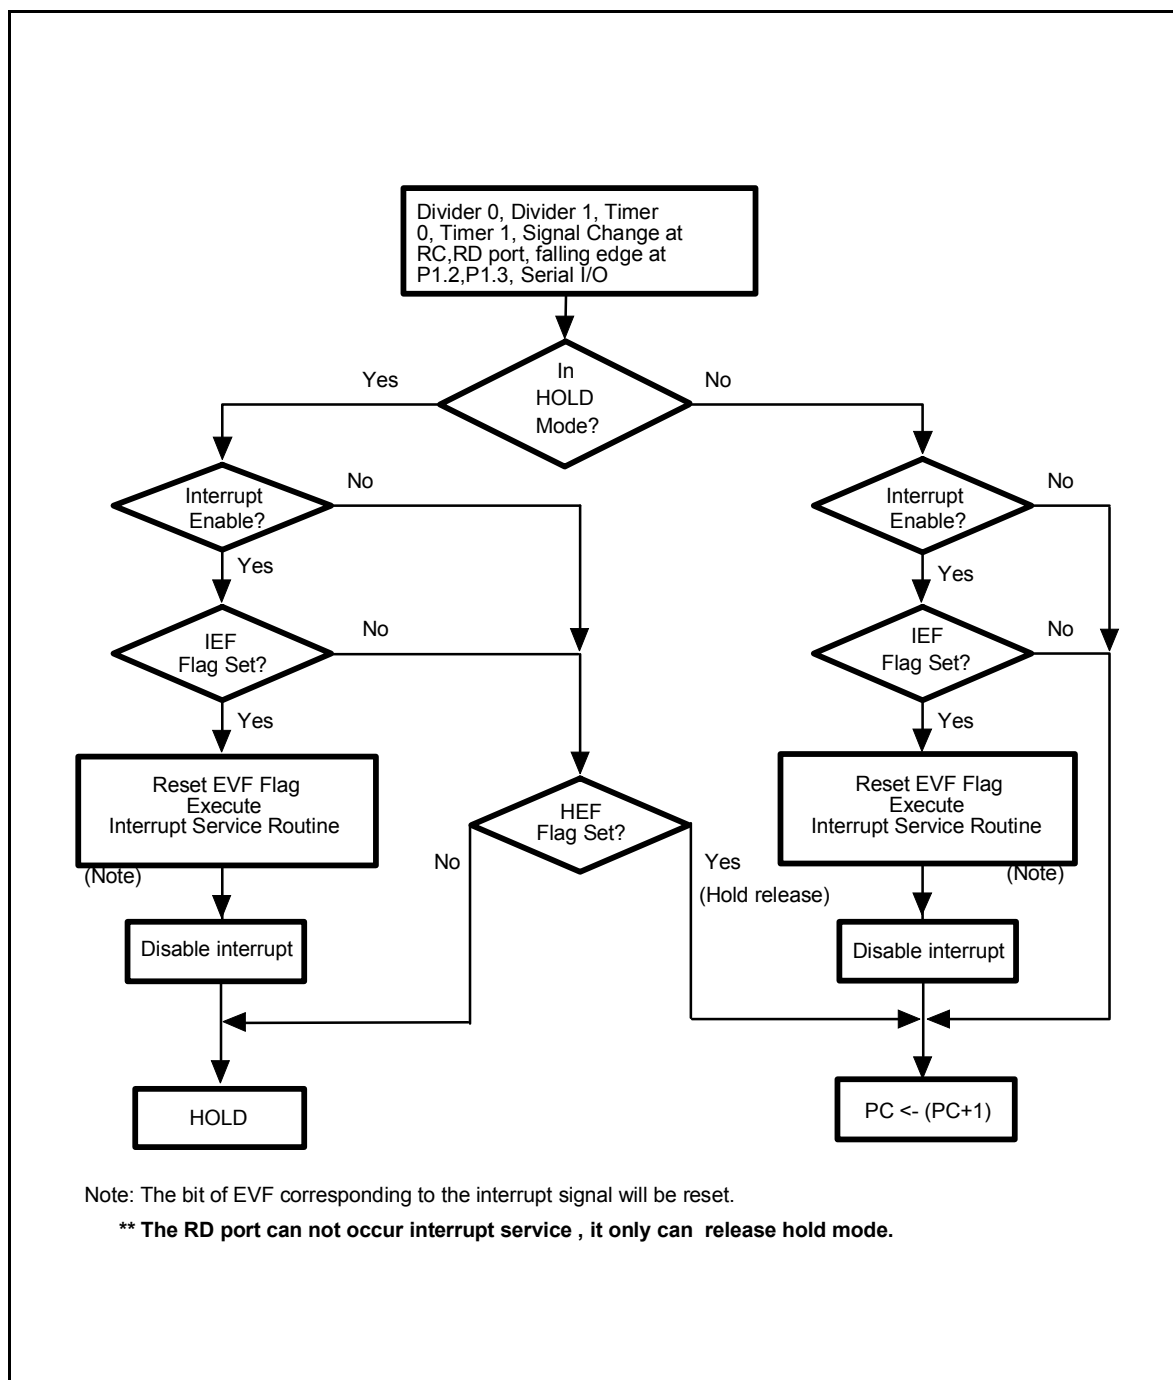 Divider 0, Divider 1, Timer
0, Timer 1, Signal Change at
RC,RD port, falling edge at
P1.2,P1.3, Serial I/O
In
HOLD
Mode?
Yes
No
Interrupt
Enable?
No
Yes
IEF
Flag Set?
No
Yes
Reset EVF Flag
Execute
Interrupt Service Routine
(Note)
Disable interrupt
HOLD
HEF
Flag Set?
No
Yes
(Hold release)
Interrupt
Enable?
No
Yes
IEF
Flag Set?
No
Yes
Reset EVF Flag
Execute
Interrupt Service Routine
(Note)
Disable interrupt
PC <- (PC+1)
Note: The bit of EVF corresponding to the interrupt signal will be reset.
** The RD port can not occur interrupt service , it only can  release hold mode.